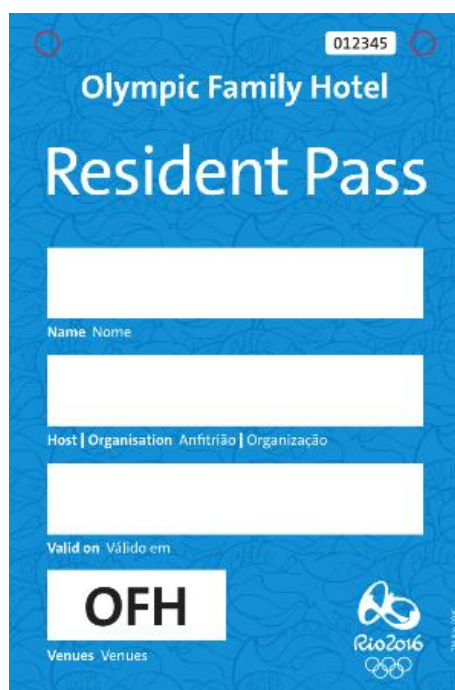 012345
Olympic Family Hotel
Resident Pass
Name Nome
Host | Organisation Anfitrião | Organização
Valid on Válido em
OFH
Venues Venues
Rio2016